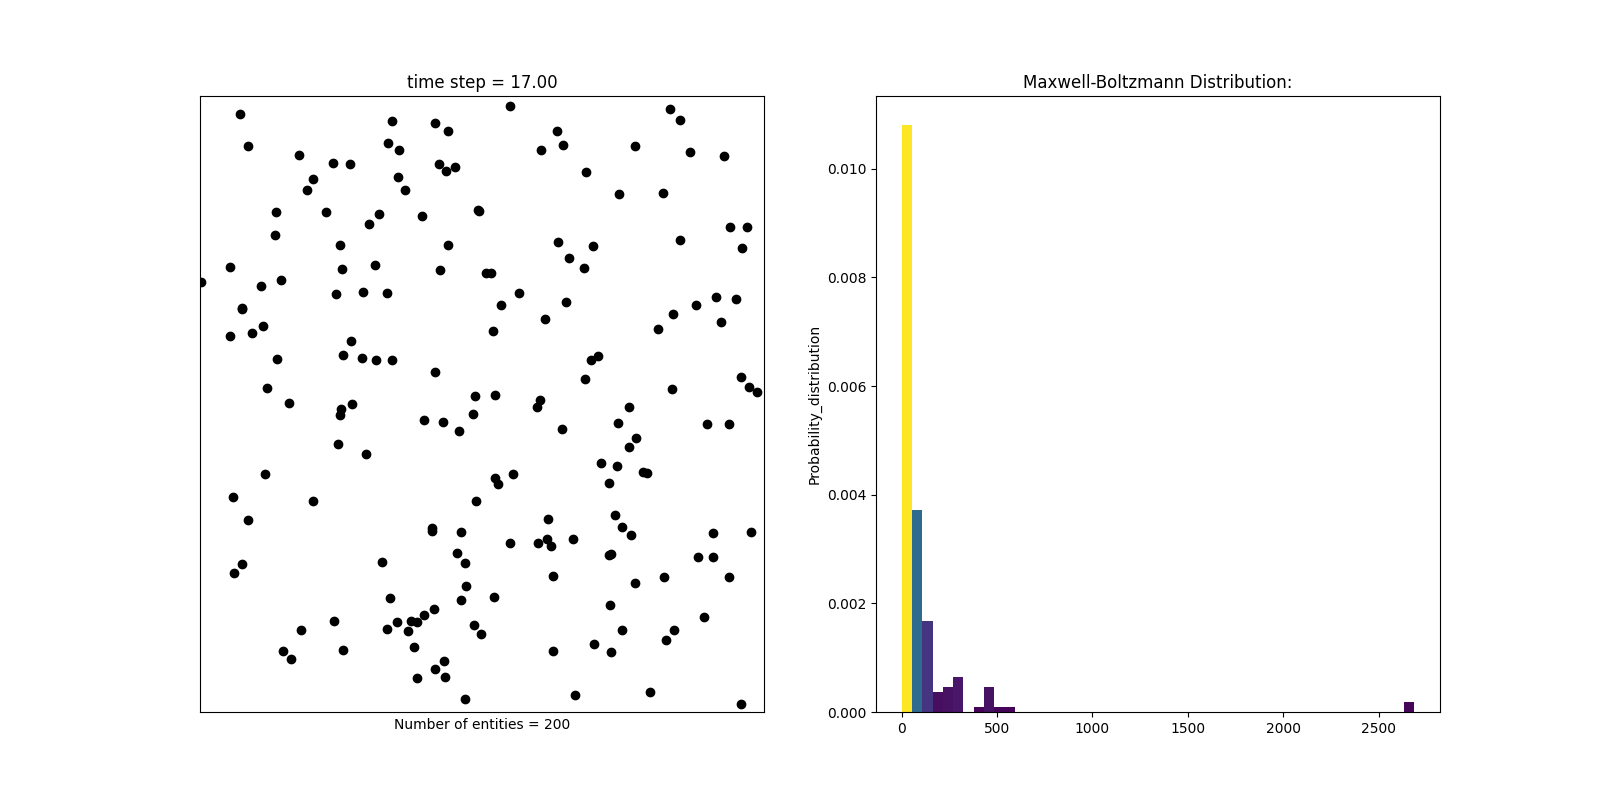 time step = 17.00
Number of entities = 200
Maxwell-Boltzmann Distribution:
Probability_distribution
0.010
0.008
0.006
0.004
0.002
0.000
0 500 1000 1500 2000 2500